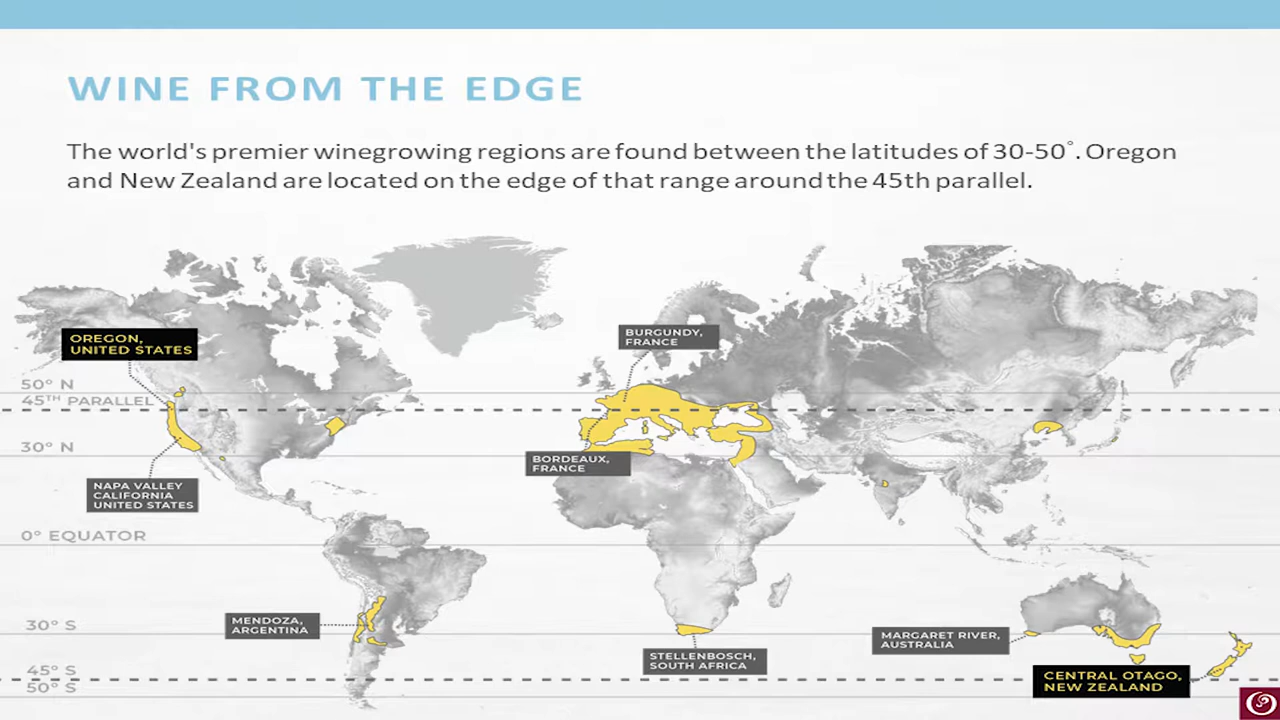 WINE FROM THE EDGE
The world's premier winegrowing regions are found between the latitudes of 30-50°. Oregon
and New Zealand are located on the edge of that range around the 45th parallel.
BURGUNDY,
FRANCE
OREGON,
UNITED STATES
50° N
45TH PARALLEL
30° N
BORDEAUX,
FRANCE
NAPA VALLEY
CALIFORNIA
UNITED STATES
0° EQUATOR
MENDOZA,
ARGENTINA
30° S
MARGARET RIVER,
AUSTRALIA
STELLENBOSCH,
SOUTH AFRICA
45° S
50° S
CENTRAL OTAGO,
NEW ZEALAND